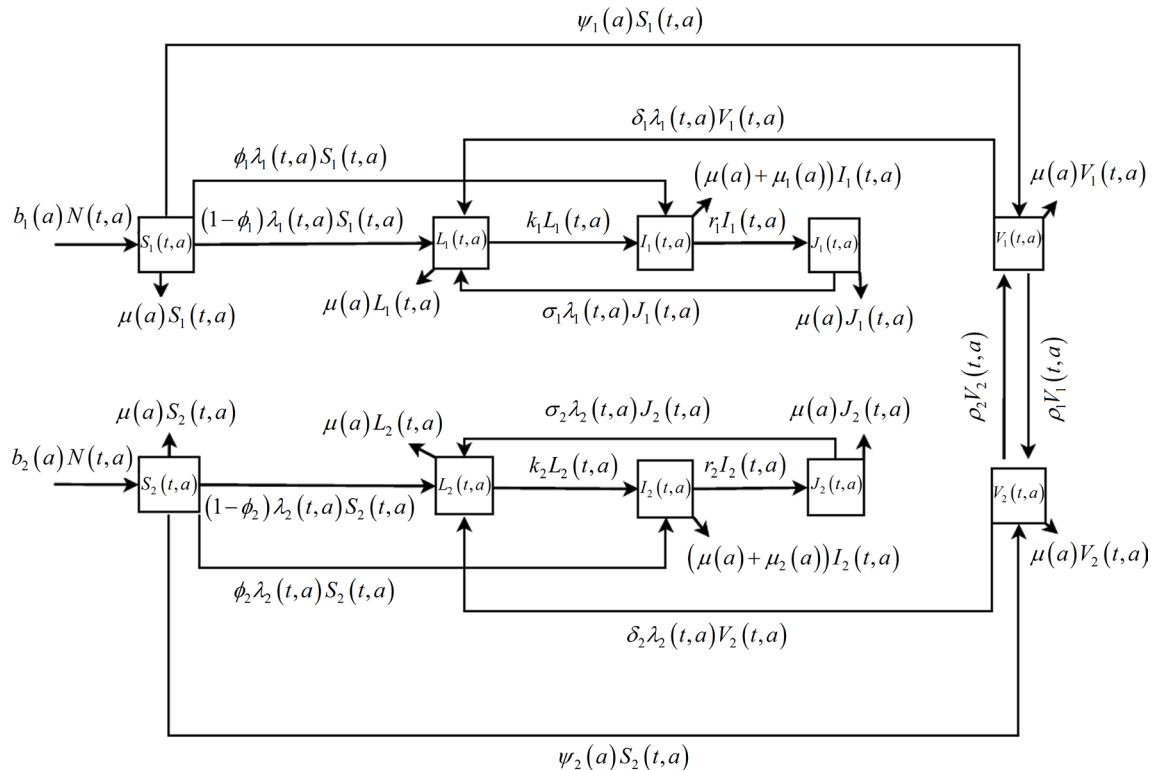 ψ₁(a)S₁(t,a)
δ₁λ₁(t,a)V₁(t,a)
ϕ₁λ₁(t,a)S₁(t,a)
(μ(a)+μ₁(a))I₁(t,a)
μ(a)V₁(t,a)
b₁(a)N(t,a)
(1−ϕ₁)λ₁(t,a)S₁(t,a)
k₁L₁(t,a)
r₁I₁(t,a)
S₁(t,a)
L₁(t,a)
I₁(t,a)
J₁(t,a)
V₁(t,a)
μ(a)S₁(t,a)
μ(a)L₁(t,a)
σ₁λ₁(t,a)J₁(t,a)
μ(a)J₁(t,a)
ρ₂V₂(t,a)
ρ₁V₁(t,a)
μ(a)S₂(t,a)
μ(a)L₂(t,a)
σ₂λ₂(t,a)J₂(t,a)
μ(a)J₂(t,a)
b₂(a)N(t,a)
k₂L₂(t,a)
r₂I₂(t,a)
S₂(t,a)
L₂(t,a)
I₂(t,a)
J₂(t,a)
V₂(t,a)
(1−ϕ₂)λ₂(t,a)S₂(t,a)
(μ(a)+μ₂(a))I₂(t,a)
μ(a)V₂(t,a)
ϕ₂λ₂(t,a)S₂(t,a)
δ₂λ₂(t,a)V₂(t,a)
ψ₂(a)S₂(t,a)